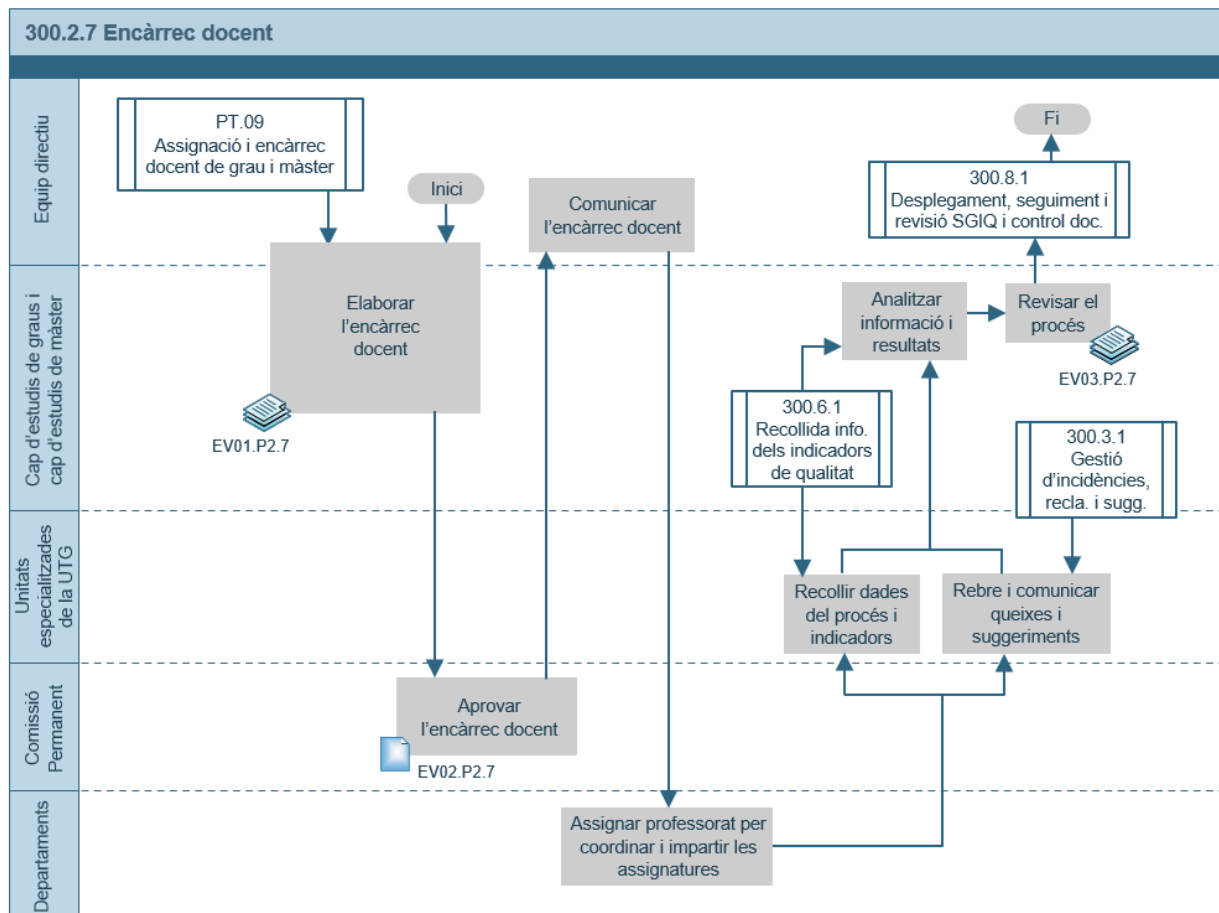 300.2.7 Encàrrec docent
Equip directiu
PT.09
Assignació i encàrrec
docent de grau i màster
Inici
Comunicar
l’encàrrec docent
Fi
300.8.1
Desplegament, seguiment i
revisió SGIQ i control doc.
Cap d’estudis de graus i
cap d’estudis de màster
Elaborar
l’encàrrec
docent
EV01.P2.7
Analitzar
informació i
resultats
Revisar el
procés
EV03.P2.7
300.6.1
Recollida info.
dels indicadors
de qualitat
300.3.1
Gestió
d’incidències,
recla. i sugg.
Unitats
especialitzades
de la UTG
Recollir dades
del procés i
indicadors
Rebre i comunicar
queixes i
suggeriments
Comissió
Permanent
Aprovar
l’encàrrec docent
EV02.P2.7
Departaments
Assignar professorat per
coordinar i impartir les
assignatures